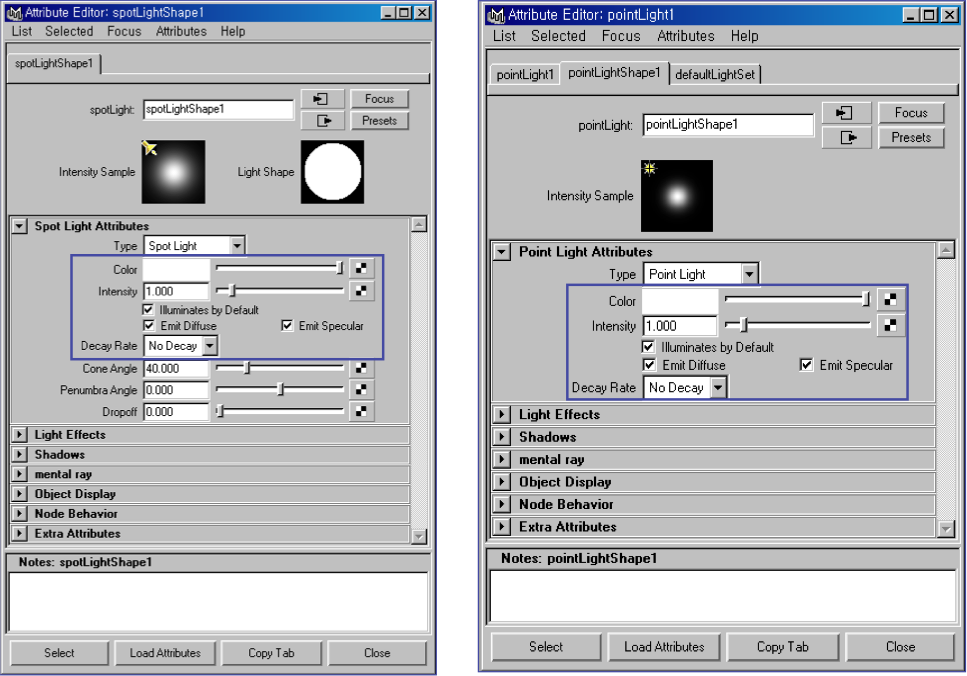 Attribute Editor: spotLightShape1
List Selected Focus Attributes Help
spotLightShape1
spotLight: spotLightShape1
Focus
Presets
Intensity Sample
Light Shape
Spot Light Attributes
Type Spot Light
Color
Intensity 1.000
Illuminates by Default
Emit Diffuse Emit Specular
Decay Rate No Decay
Cone Angle 40.000
Penumbra Angle 0.000
Dropoff 0.000
Light Effects
Shadows
mental ray
Object Display
Node Behavior
Extra Attributes
Notes: spotLightShape1
Select Load Attributes Copy Tab Close
Attribute Editor: pointLight1
List Selected Focus Attributes Help
pointLight1 pointLightShape1 defaultLightSet
pointLight: pointLightShape1
Focus
Presets
Intensity Sample
Point Light Attributes
Type Point Light
Color
Intensity 1.000
Illuminates by Default
Emit Diffuse Emit Specular
Decay Rate No Decay
Light Effects
Shadows
mental ray
Object Display
Node Behavior
Extra Attributes
Notes: pointLightShape1
Select Load Attributes Copy Tab Close